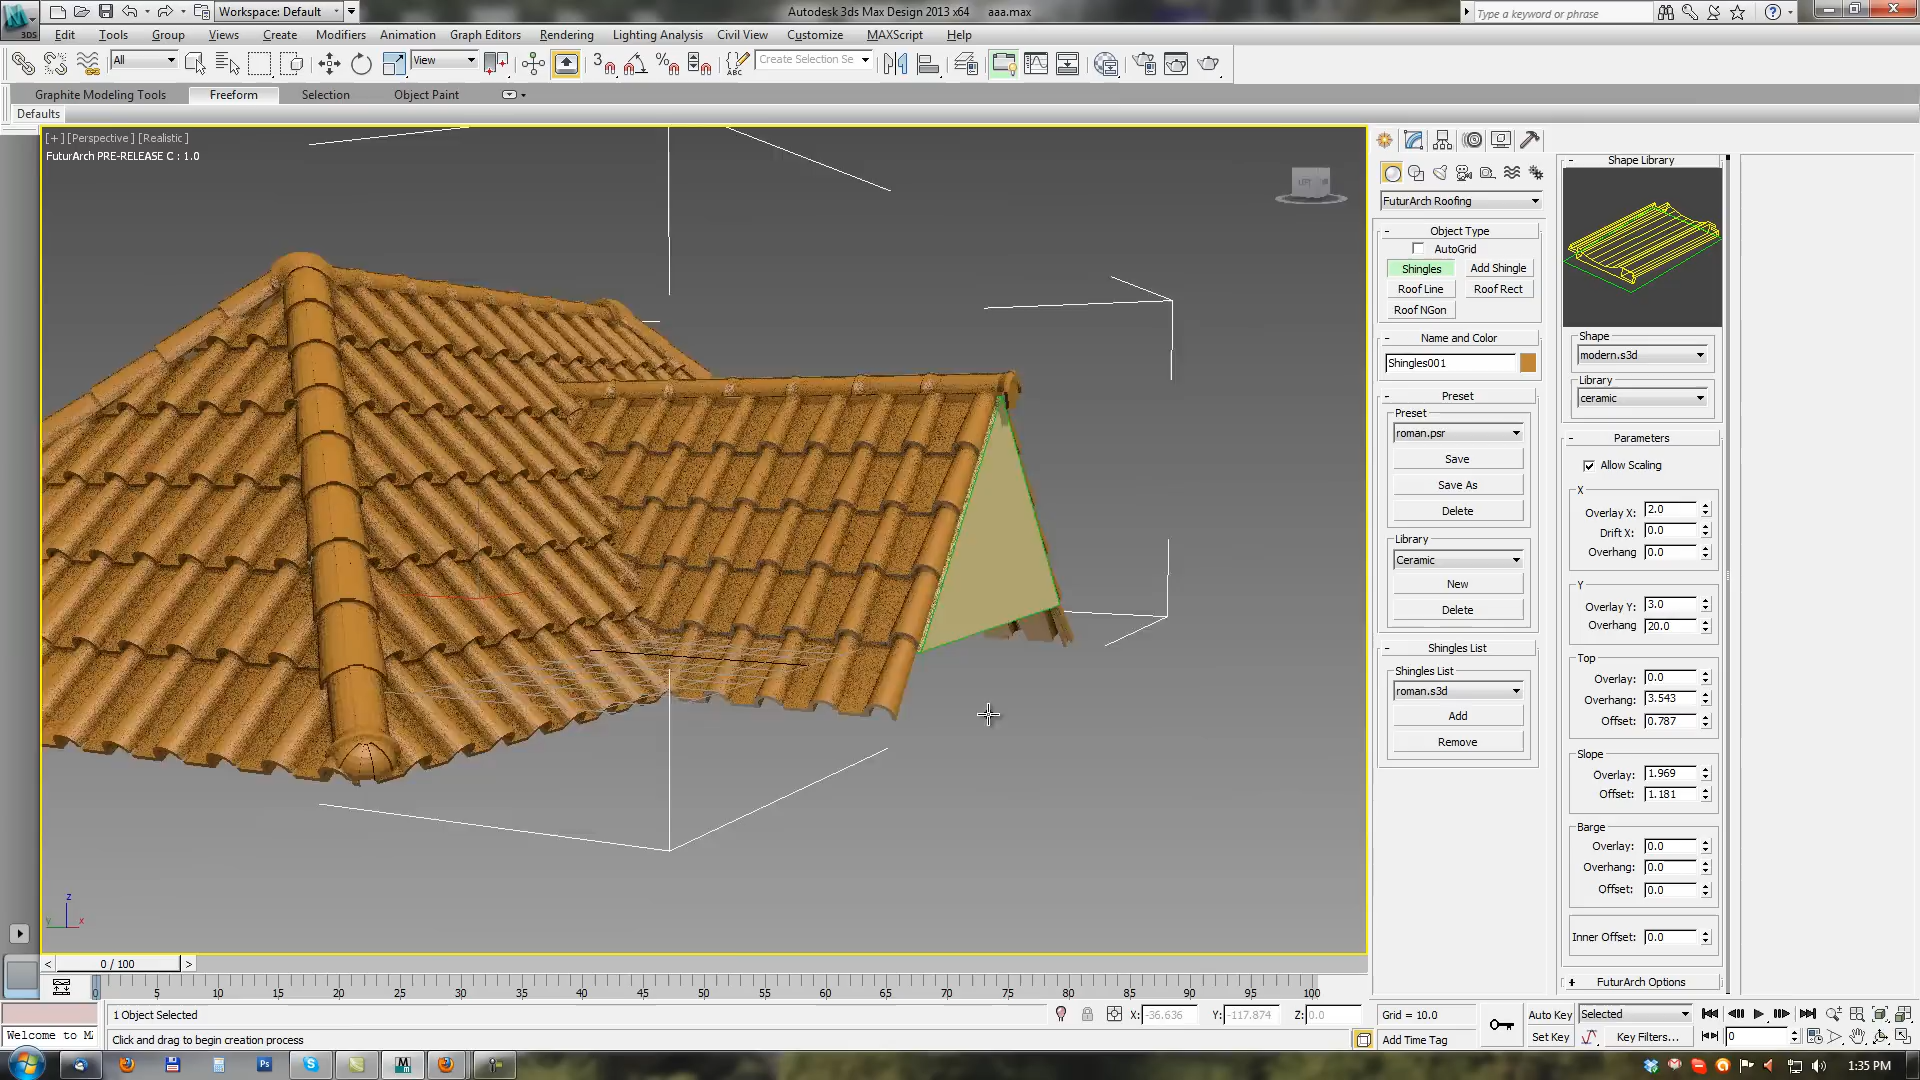 Workspace: Default
Autodesk 3ds Max Design 2013 x64 aaa.max
Type a keyword or phrase
3DS
Edit Tools Group Views Create Modifiers Animation Graph Editors Rendering Lighting Analysis Civil View Customize MAXScript Help
All
View
3
ABC
Create Selection Se
Graphite Modeling Tools Freeform Selection Object Paint
Defaults
[+] [Perspective] [Realistic]
FuturArch PRE-RELEASE C : 1.0
LEFT
z
y
x
FuturArch Roofing
- Object Type
AutoGrid
Shingles Add Shingle
Roof Line Roof Rect
Roof NGon
- Name and Color
Shingles001
- Preset
Preset
roman.psr
Save
Save As
Delete
Library
Ceramic
New
Delete
- Shingles List
Shingles List
roman.s3d
Add
Remove
- Shape Library
Shape
modern.s3d
Library
ceramic
- Parameters
Allow Scaling
X
Overlay X: 2.0
Drift X: 0.0
Overhang 0.0
Y
Overlay Y: 3.0
Overhang 20.0
Top
Overlay: 0.0
Overhang: 3.543
Offset: 0.787
Slope
Overlay: 1.969
Offset: 1.181
Barge
Overlay: 0.0
Overhang: 0.0
Offset: 0.0
Inner Offset: 0.0
+ FuturArch Options
< 0 / 100 >
0 5 10 15 20 25 30 35 40 45 50 55 60 65 70 75 80 85 90 95 100
1 Object Selected
X: -36.636 Y: -117.874 Z: 0.0
Grid = 10.0
Auto Key Selected
Welcome to M
Click and drag to begin creation process
Add Time Tag
Set Key Key Filters...
0
Ps
1:35 PM